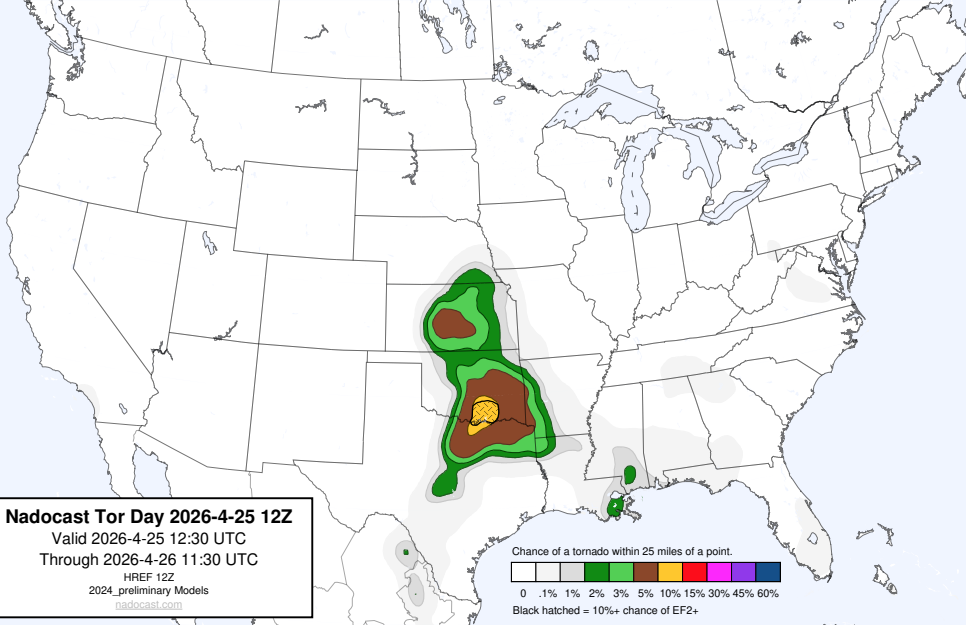 Nadocast Tor Day 2026-4-25 12Z
Valid 2026-4-25 12:30 UTC
Through 2026-4-26 11:30 UTC
HREF 12Z
2024_preliminary Models
nadocast.com
Chance of a tornado within 25 miles of a point.
0 .1% 1% 2% 3% 5% 10% 15% 30% 45% 60%
Black hatched = 10%+ chance of EF2+